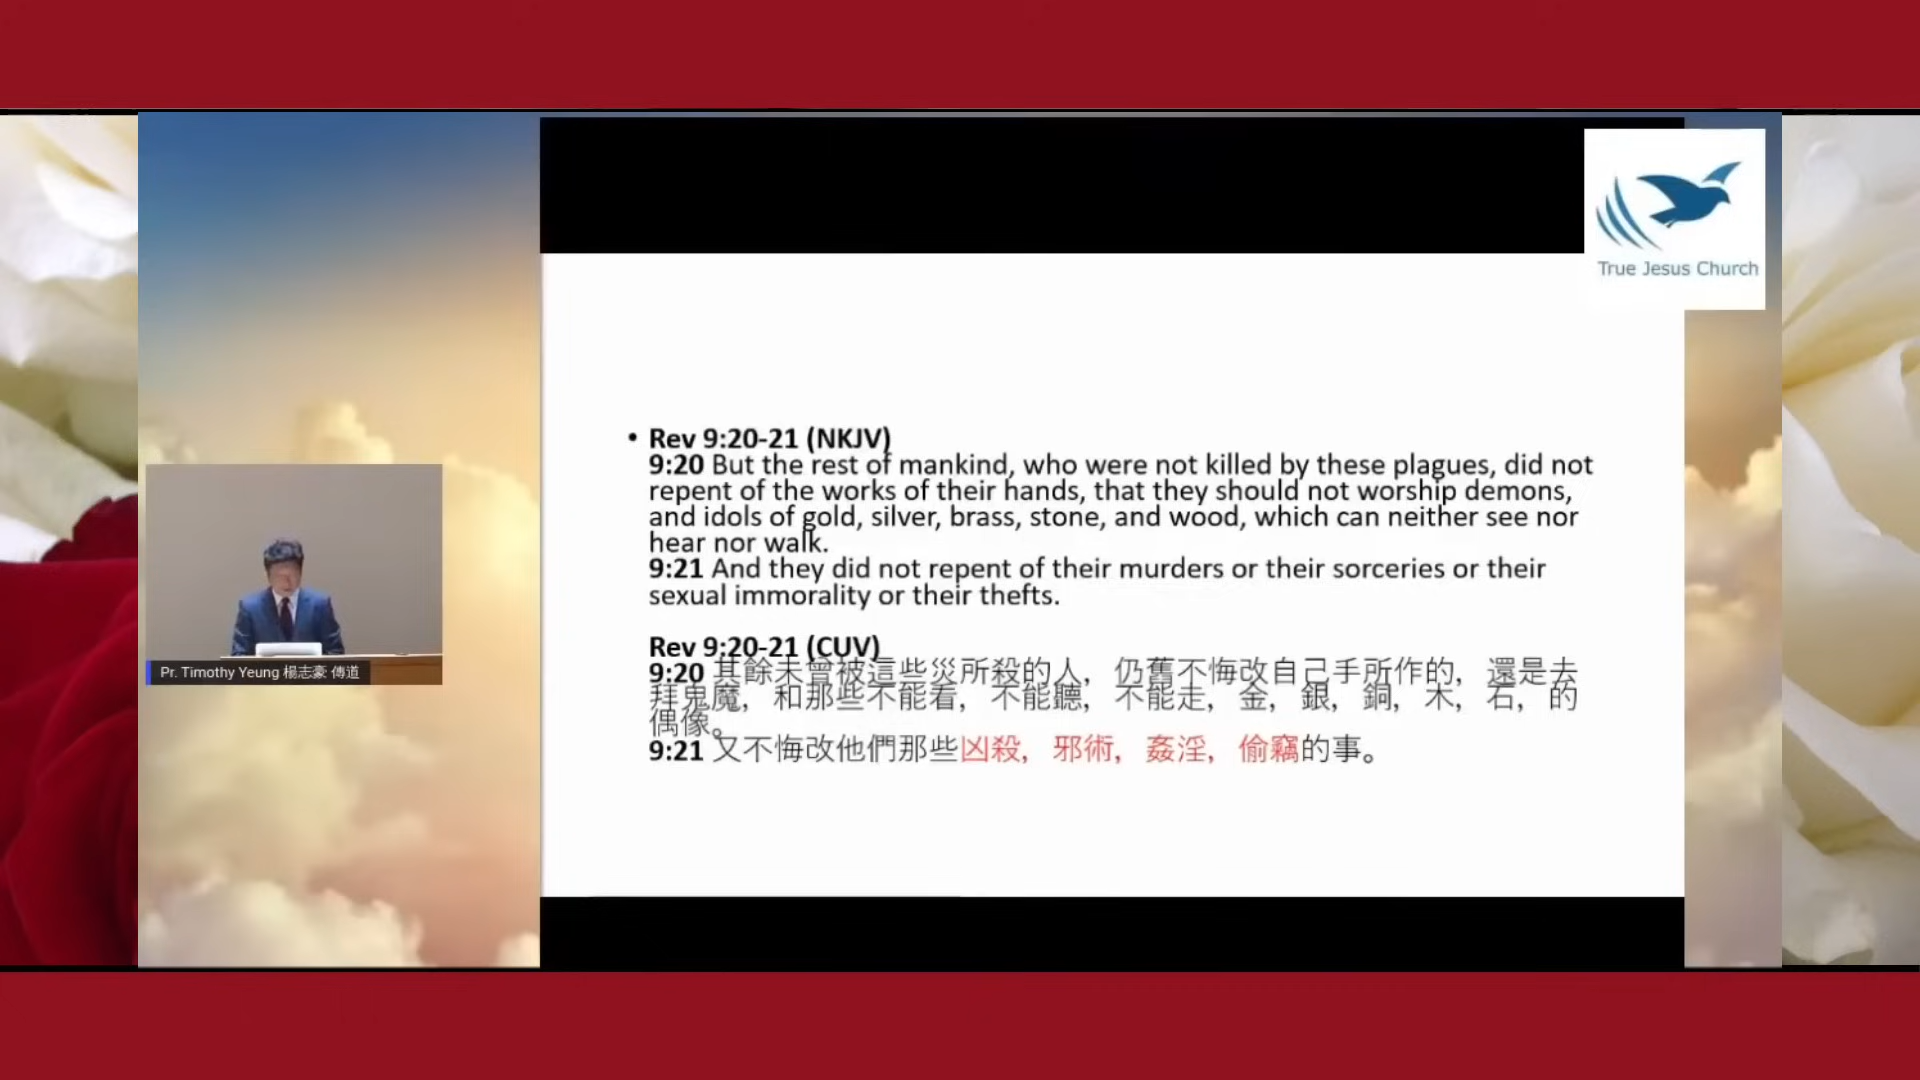 True Jesus Church
• Rev 9:20-21 (NKJV)
9:20 But the rest of mankind, who were not killed by these plagues, did not
repent of the works of their hands, that they should not worship demons,
and idols of gold, silver, brass, stone, and wood, which can neither see nor
hear nor walk.
9:21 And they did not repent of their murders or their sorceries or their
sexual immorality or their thefts.
Rev 9:20-21 (CUV)
9:20 其餘未曾被這些災所殺的人，仍舊不悔改自己手所作的，還是去
拜鬼魔，和那些不能看，不能聽，不能走，金，銀，銅，木，石，的
偶像。
9:21 又不悔改他們那些凶殺，邪術，姦淫，偷竊的事。
Pr. Timothy Yeung 楊志豪 傳道